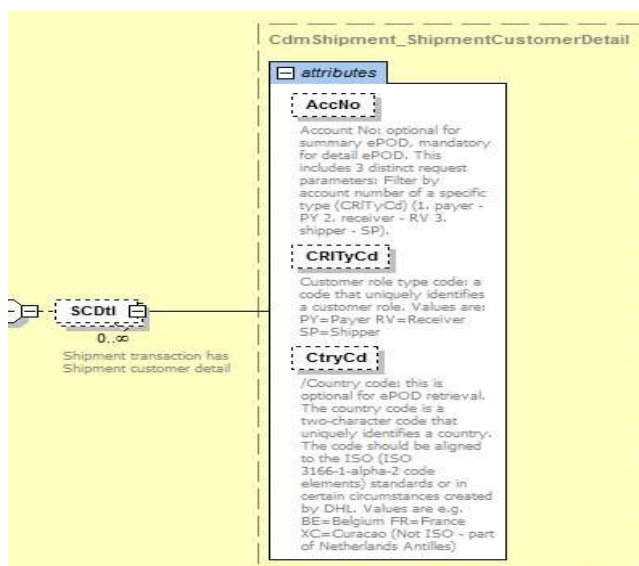 CdmShipment_ShipmentCustomerDetail
attributes
AccNo
Account No: optional for
summary ePOD, mandatory
for detail ePOD. This
includes 3 distinct request
parameters: Filter by
account number of a specific
type (CRlTyCd) (1. payer -
PY 2. receiver - RV 3.
shipper - SP).
CRlTyCd
Customer role type code: a
code that uniquely identifies
a customer role. Values are:
PY=Payer RV=Receiver
SP=Shipper
SCDtl
0..∞
Shipment transaction has
Shipment customer detail
CtryCd
/Country code: this is
optional for ePOD retrieval.
The country code is a
two-character code that
uniquely identifies a country.
The code should be aligned
to the ISO (ISO
3166-1-alpha-2 code
elements) standards or in
certain circumstances created
by DHL. Values are e.g.
BE=Belgium FR=France
XC=Curacao (Not ISO - part
of Netherlands Antilles)